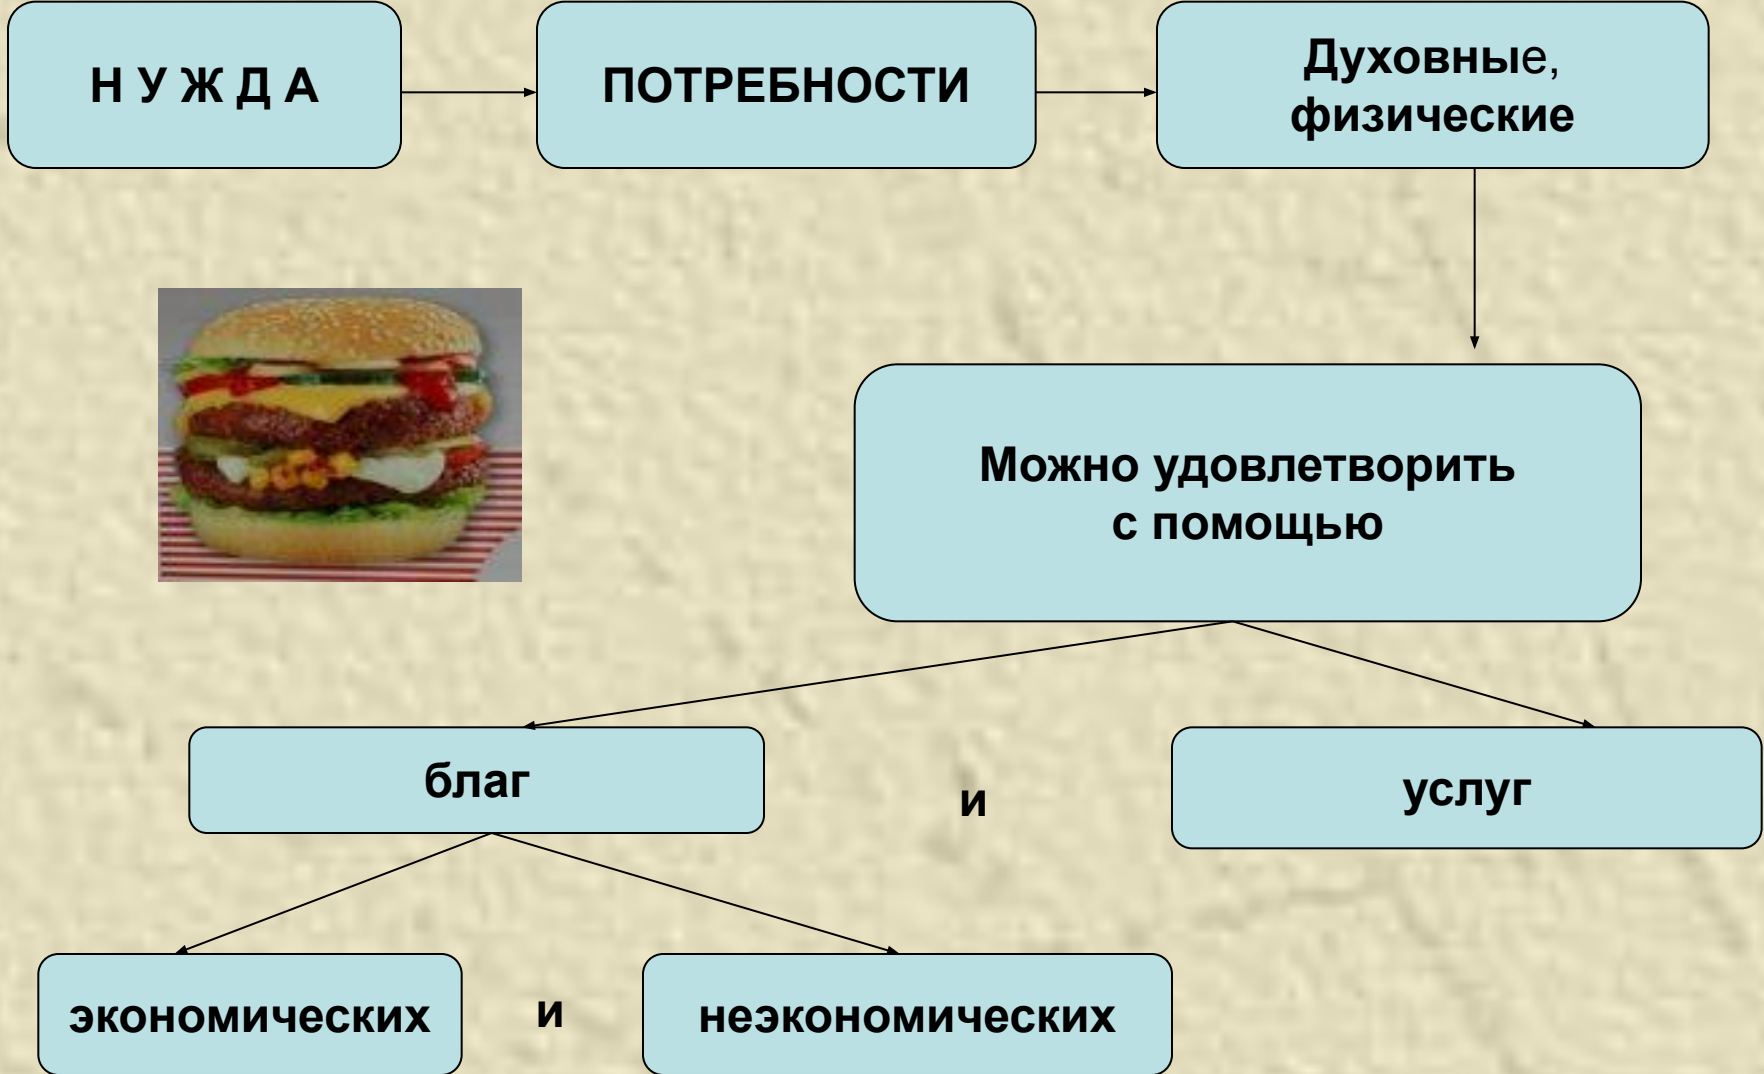 Н У Ж Д А
ПОТРЕБНОСТИ
Духовные,
физические
Можно удовлетворить
с помощью
благ
и
услуг
экономических
и
неэкономических